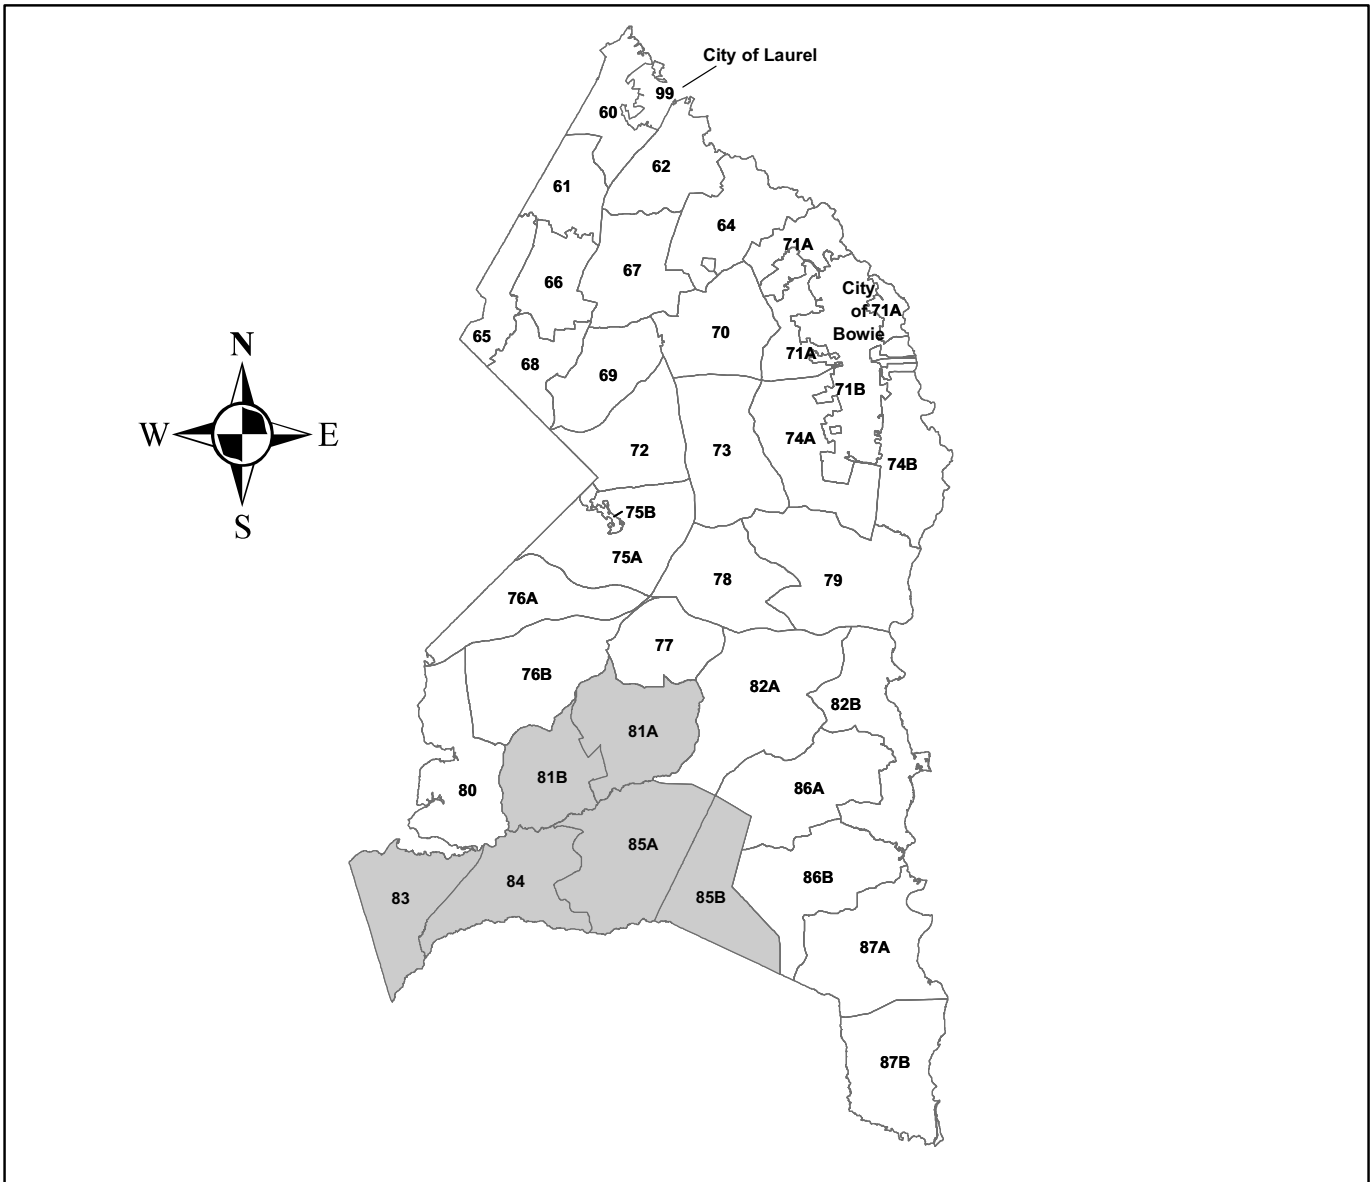 City of Laurel
99
60
62
61
64
71A
67
66
City
of 71A
Bowie
70
65
N
68
71A
69
71B
W
E
74A
72
73
74B
S
75B
75A
78
79
76A
77
76B
82A
82B
81A
81B
80
86A
85A
86B
84
83
85B
87A
87B